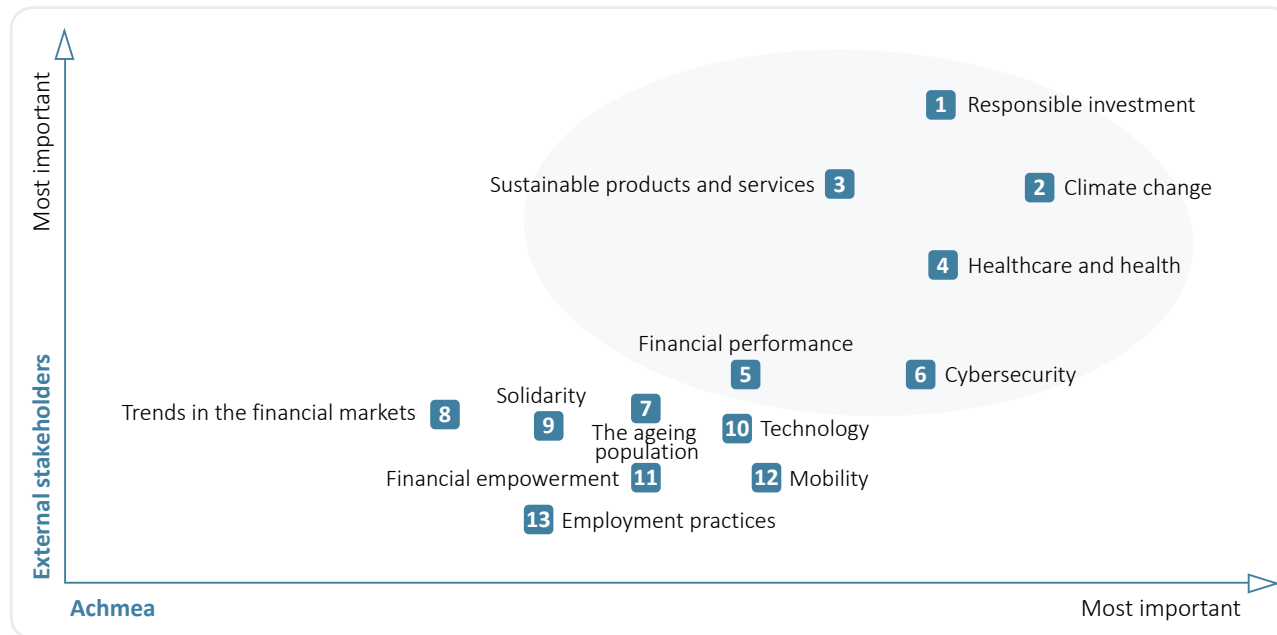 Most important
External stakeholders
1 Responsible investment
Sustainable products and services 3
2 Climate change
4 Healthcare and health
Financial performance
5
6 Cybersecurity
Trends in the financial markets 8
Solidarity
9
7
The ageing
population
10 Technology
Financial empowerment 11
12 Mobility
13 Employment practices
Achmea
Most important